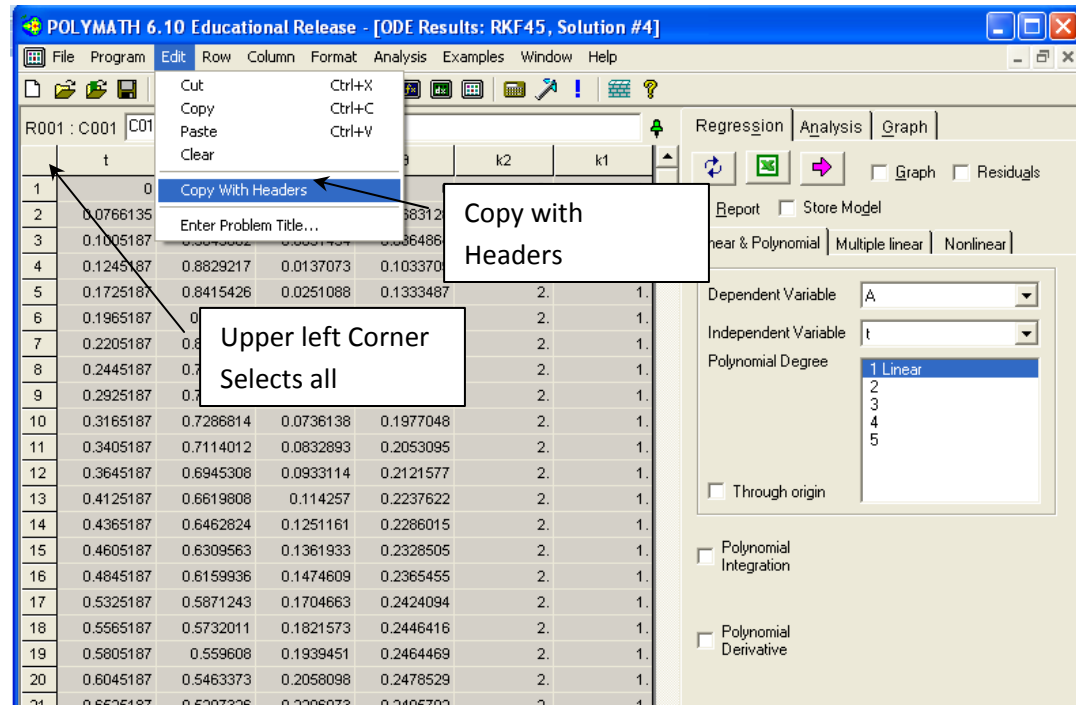 POLYMATH 6.10 Educational Release - [ODE Results: RKF45, Solution #4]
File Program Edit Row Column Format Analysis Examples Window Help
Cut Ctrl+X
Copy Ctrl+C
Paste Ctrl+V
Clear
Copy With Headers
Enter Problem Title...
R001 : C001 C01
t k2 k1
1 0
2 0.0766135
3 0.1005187
4 0.1245187 0.8829217 0.0137073
5 0.1725187 0.8415426 0.0251088 0.1333487 2. 1.
6 0.1965187 2. 1.
7 0.2205187 2. 1.
8 0.2445187 2. 1.
9 0.2925187 2. 1.
10 0.3165187 0.7286814 0.0736138 0.1977048 2. 1.
11 0.3405187 0.7114012 0.0832893 0.2053095 2. 1.
12 0.3645187 0.6945308 0.0933114 0.2121577 2. 1.
13 0.4125187 0.6619808 0.114257 0.2237622 2. 1.
14 0.4365187 0.6462824 0.1251161 0.2286015 2. 1.
15 0.4605187 0.6309563 0.1361933 0.2328505 2. 1.
16 0.4845187 0.6159936 0.1474609 0.2365455 2. 1.
17 0.5325187 0.5871243 0.1704663 0.2424094 2. 1.
18 0.5565187 0.5732011 0.1821573 0.2446416 2. 1.
19 0.5805187 0.559608 0.1939451 0.2464469 2. 1.
20 0.6045187 0.5463373 0.2058098 0.2478529 2. 1.
Copy with
Headers
Upper left Corner
Selects all
Regression Analysis Graph
Graph Residuals
Report Store Model
near & Polynomial Multiple linear Nonlinear
Dependent Variable A
Independent Variable t
Polynomial Degree
1 Linear
2
3
4
5
Through origin
Polynomial
Integration
Polynomial
Derivative